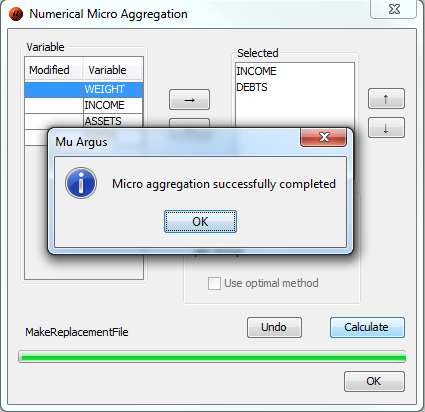 Numerical Micro Aggregation
Variable
Selected
Modified Variable
WEIGHT
INCOME
ASSETS
INCOME
DEBTS
→
↑
↓
Mu Argus
Micro aggregation successfully completed
OK
Use optimal method
MakeReplacementFile
Undo
Calculate
OK